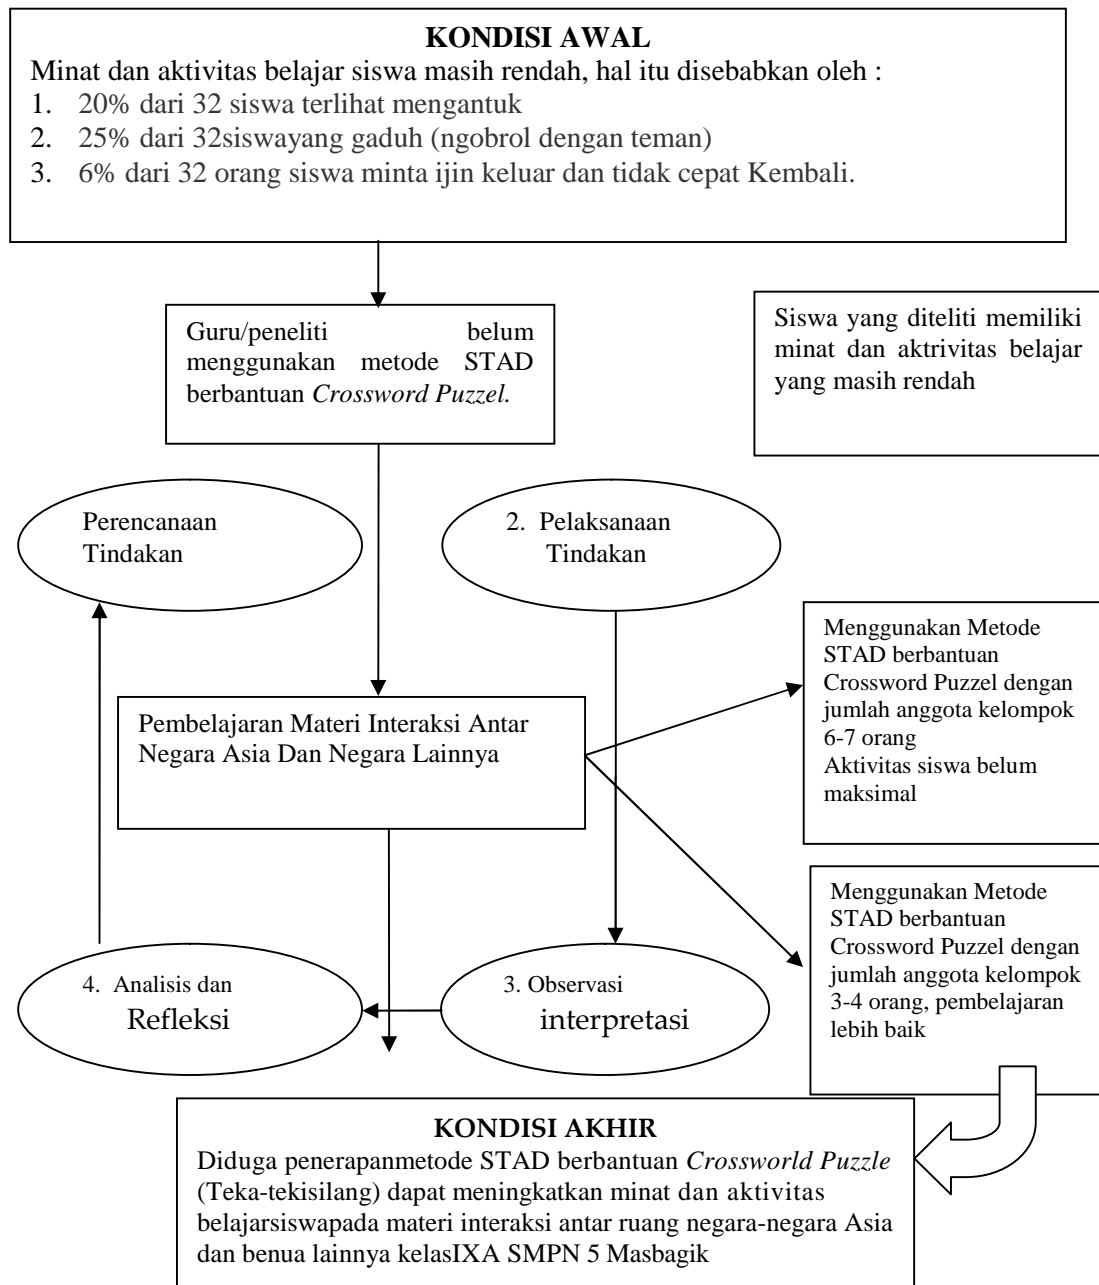 KONDISI AWAL
Minat dan aktivitas belajar siswa masih rendah, hal itu disebabkan oleh :
1. 20% dari 32 siswa terlihat mengantuk
2. 25% dari 32siswayang gaduh (ngobrol dengan teman)
3. 6% dari 32 orang siswa minta ijin keluar dan tidak cepat Kembali.
Guru/peneliti belum
menggunakan metode STAD
berbantuan Crossword Puzzel.
Siswa yang diteliti memiliki
minat dan aktrivitas belajar
yang masih rendah
Perencanaan
Tindakan
2. Pelaksanaan
Tindakan
Menggunakan Metode
STAD berbantuan
Crossword Puzzel dengan
jumlah anggota kelompok
6-7 orang
Aktivitas siswa belum
maksimal
Pembelajaran Materi Interaksi Antar
Negara Asia Dan Negara Lainnya
Menggunakan Metode
STAD berbantuan
Crossword Puzzel dengan
jumlah anggota kelompok
3-4 orang, pembelajaran
lebih baik
4. Analisis dan
Refleksi
3. Observasi
interpretasi
KONDISI AKHIR
Diduga penerapanmetode STAD berbantuan Crossworld Puzzle
(Teka-tekisilang) dapat meningkatkan minat dan aktivitas
belajarsiswapada materi interaksi antar ruang negara-negara Asia
dan benua lainnya kelasIXA SMPN 5 Masbagik